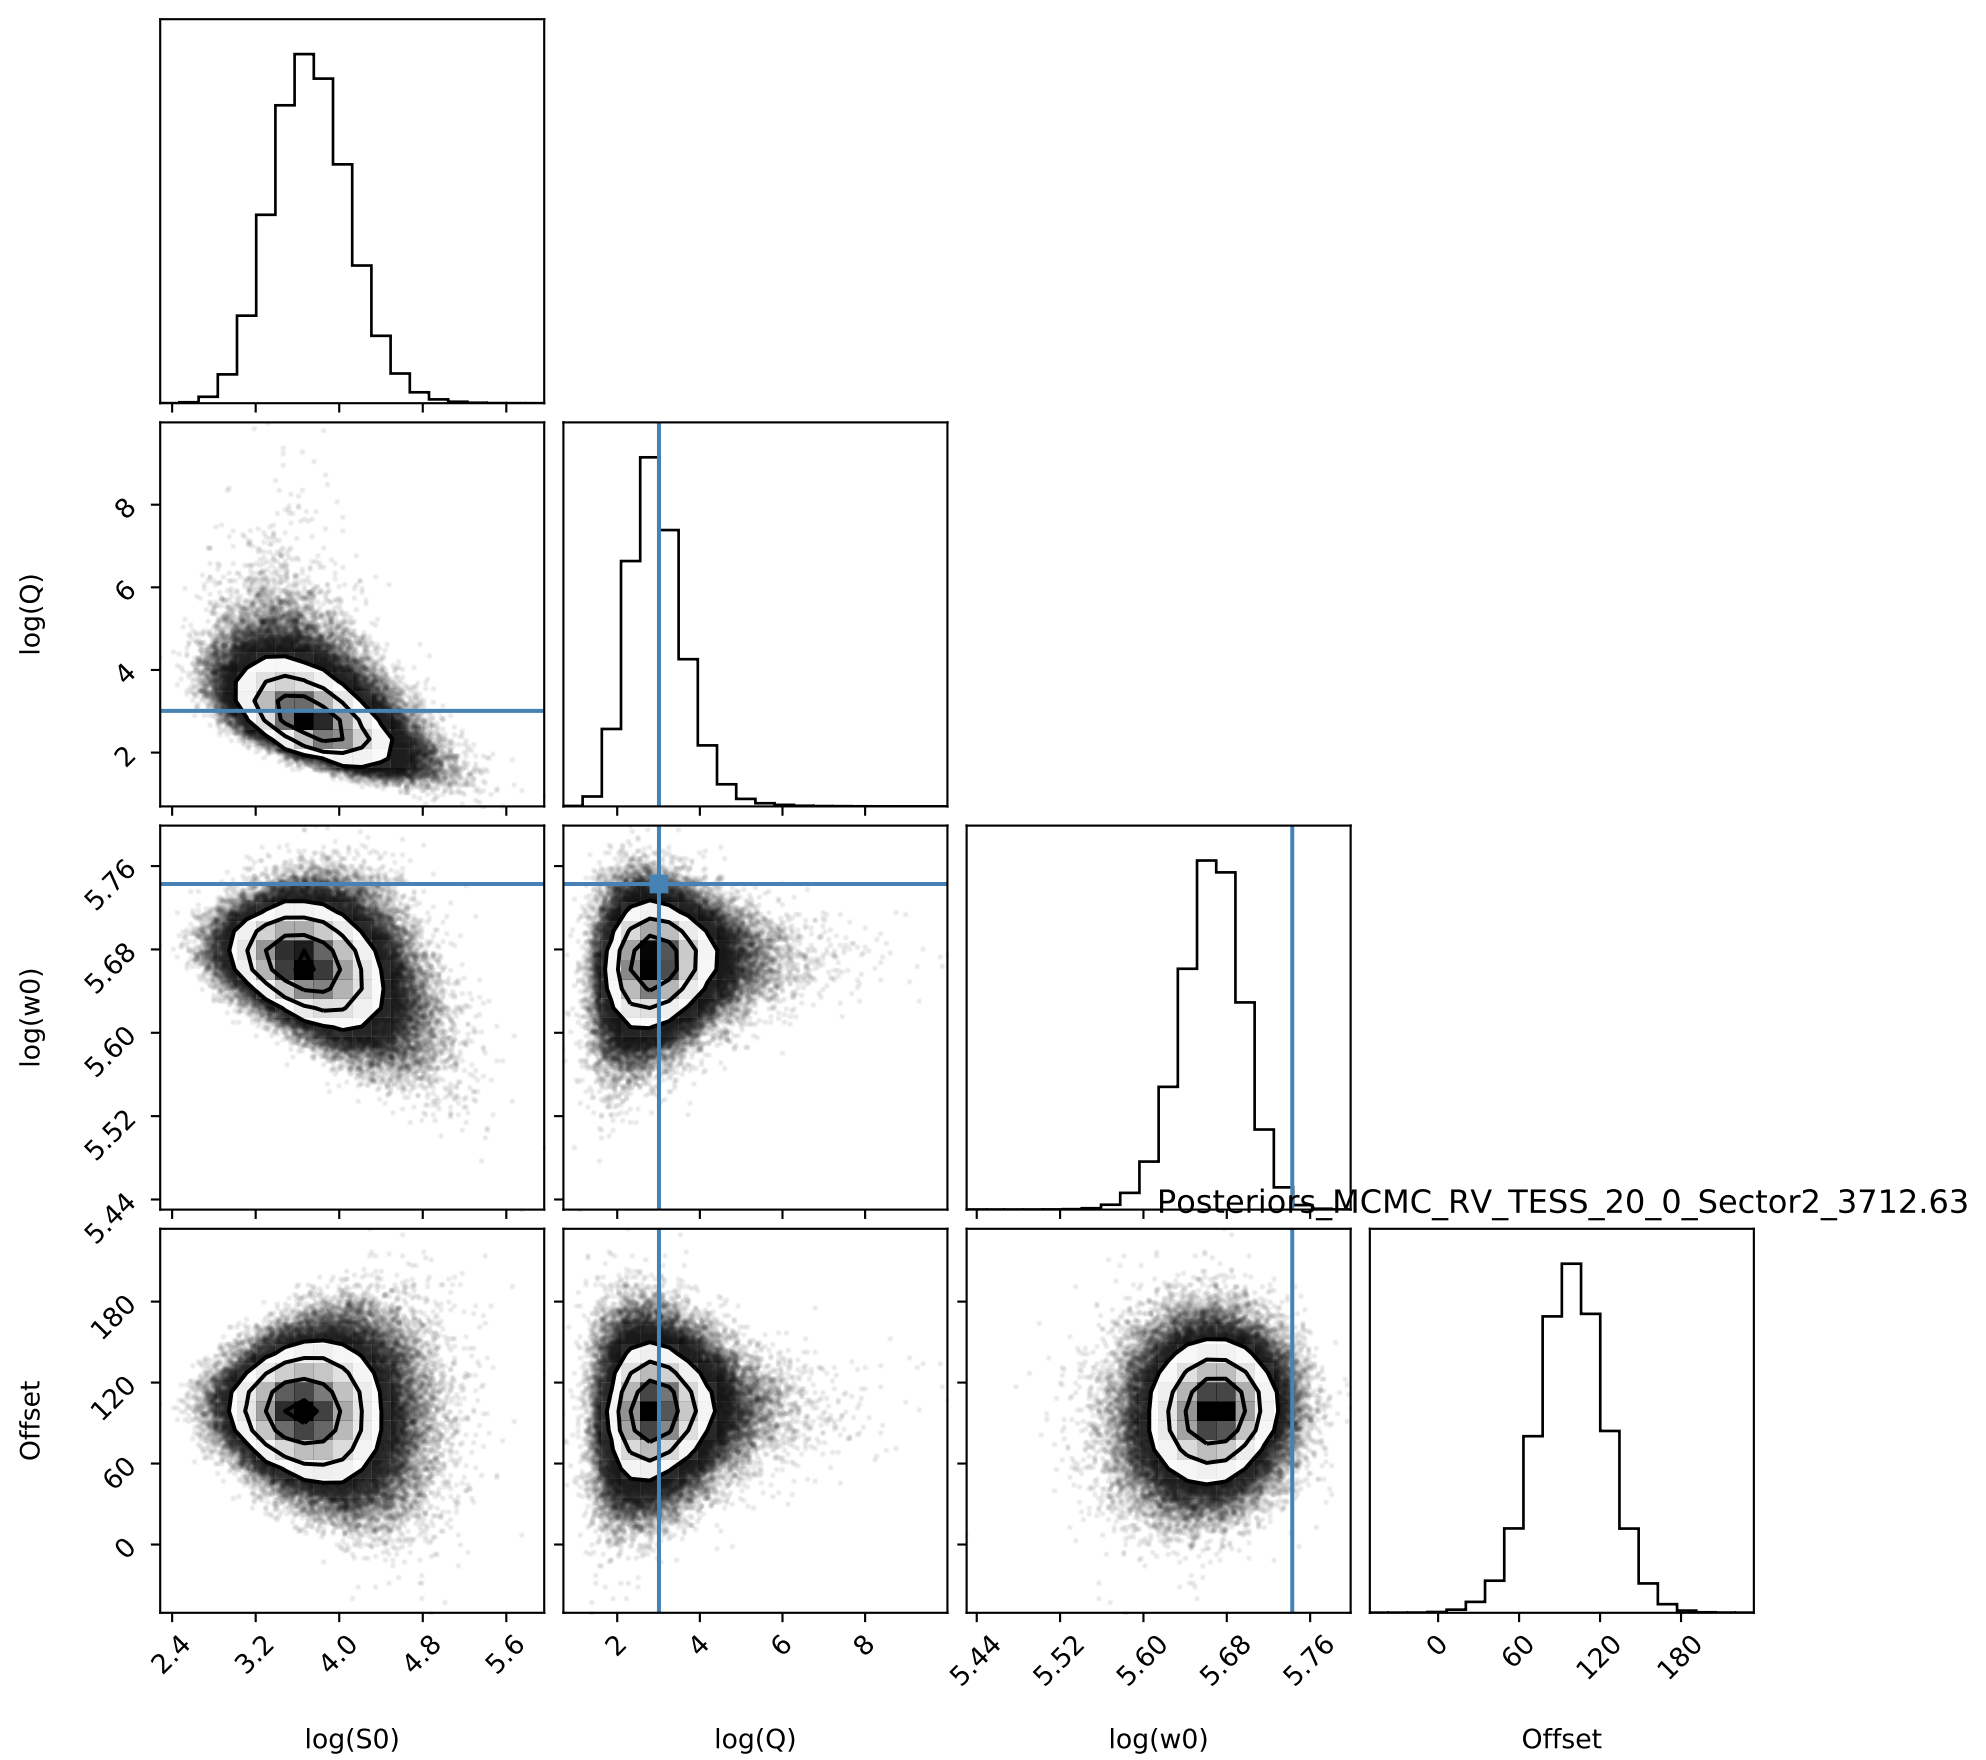 log(Q)
8
6
4
2
log(w0)
5.76
5.68
5.60
5.52
5.44
Posteriors_MCMC_RV_TESS_20_0_Sector2_3712.63
Offset
180
120
60
0
2.4 3.2 4.0 4.8 5.6 2 4 6 8 5.44 5.52 5.60 5.68 5.76 0 60 120 180
log(S0) log(Q) log(w0) Offset